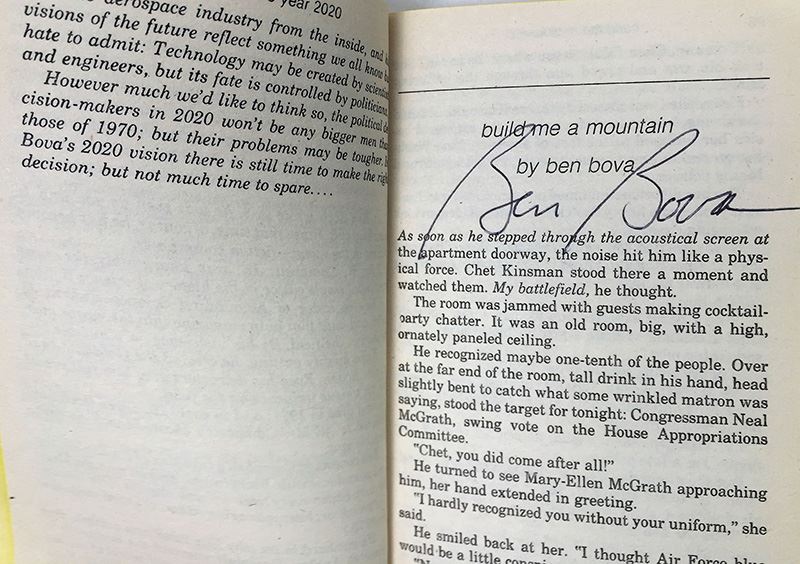 year 2020
aerospace industry from the inside, and
visions of the future reflect something we all know
hate to admit: Technology may be created by scientists
and engineers, but its fate is controlled by politicians.
However much we'd like to think so, the political de-
cision-makers in 2020 won't be any bigger men than
those of 1970; but their problems may be tougher.
Bova's 2020 vision there is still time to make the right
decision; but not much time to spare....
build me a mountain
by ben bova
Ben Bova
As soon as he stepped through the acoustical screen at
the apartment doorway, the noise hit him like a phys-
ical force. Chet Kinsman stood there a moment and
watched them. My battlefield, he thought.
The room was jammed with guests making cocktail-
party chatter. It was an old room, big, with a high,
ornately paneled ceiling.
He recognized maybe one-tenth of the people. Over
at the far end of the room, tall drink in his hand, head
slightly bent to catch what some wrinkled matron was
saying, stood the target for tonight: Congressman Neal
McGrath, swing vote on the House Appropriations
Committee.
"Chet, you did come after all!"
He turned to see Mary-Ellen McGrath approaching
him, her hand extended in greeting.
"I hardly recognized you without your uniform," she
said.
He smiled back at her. "I thought Air Force blue
would be a little